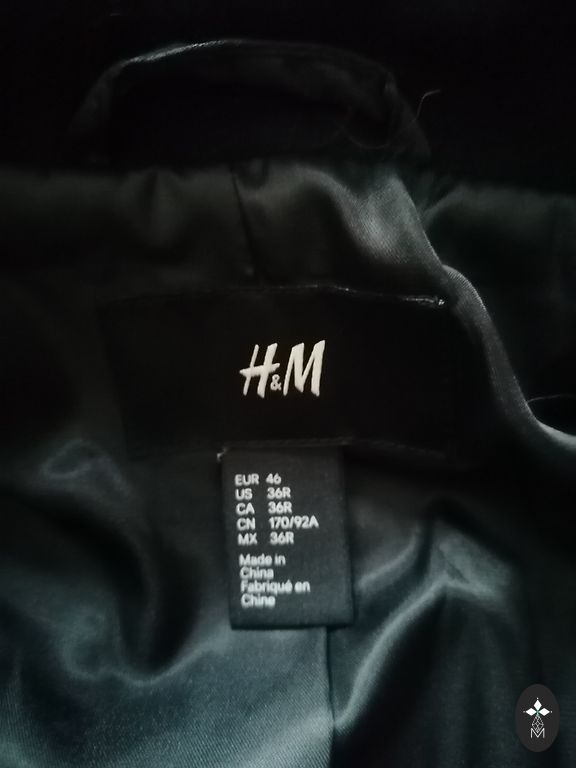 H&M
EUR 46
US 36R
CA 36R
CN 170/92A
MX 36R
Made in
China
Fabriqué en
Chine
M